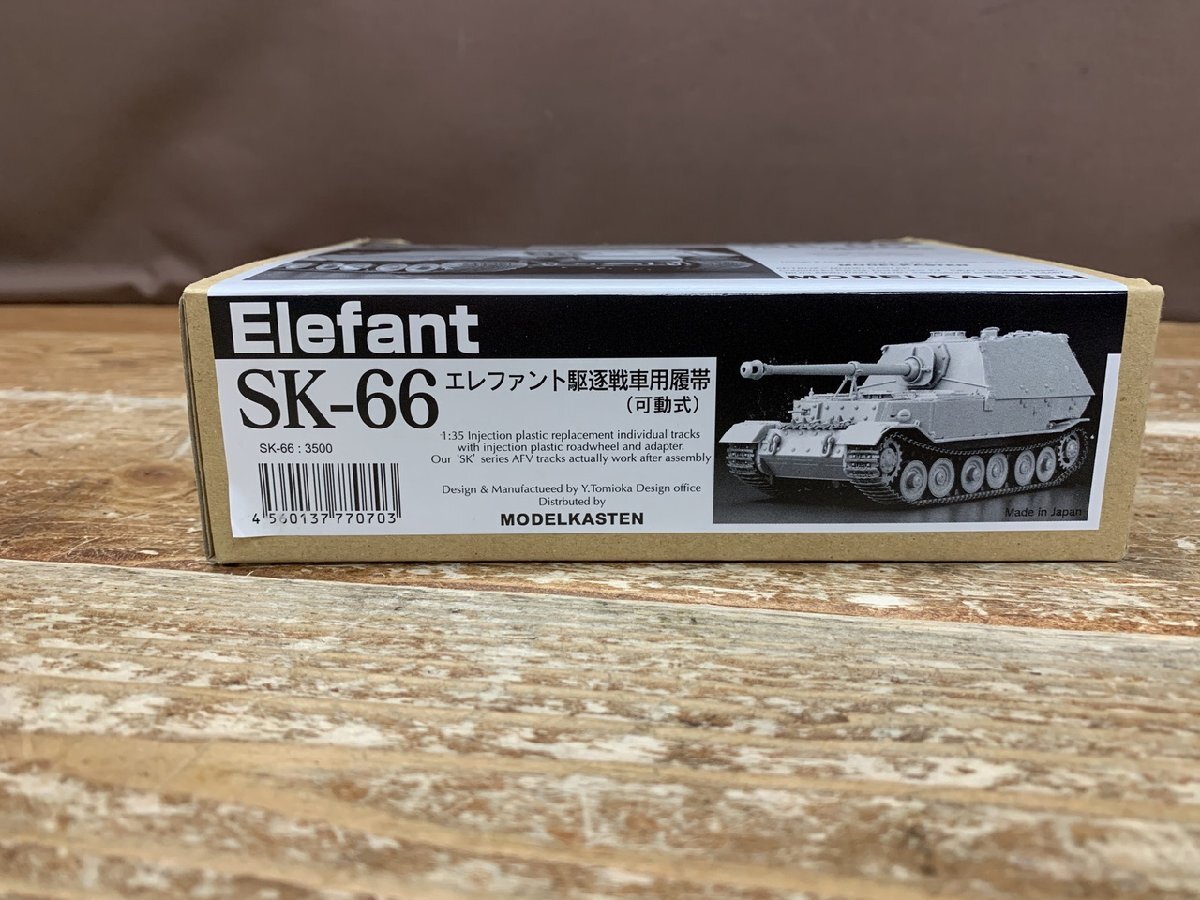 Elefant
SK-66
エレファント駆逐戦車用履帯
（可動式）
SK-66 : 3500
1:35 Injection plastic replacement individual tracks
with injection plastic roadwheel and adapter.
Our "SK" series AFV tracks actually work after assembly
Design & Manufactueed by Y.Tomioka Design office
Distrbuted by
MODELKASTEN
4 560137 770703
Made in Japan